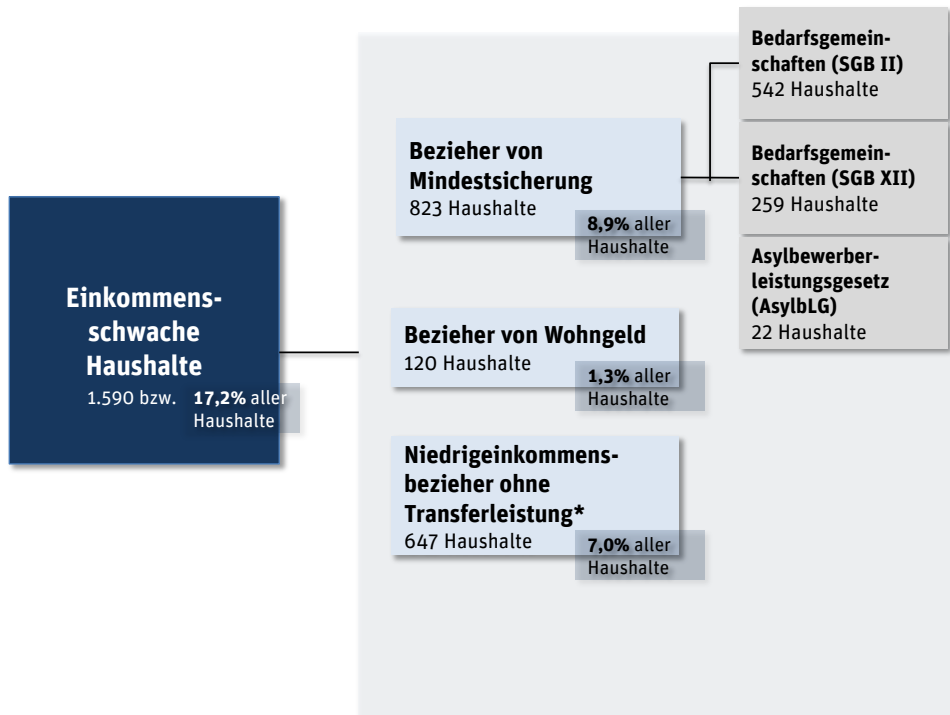 Einkommens-
schwache
Haushalte
1.590 bzw. 17,2% aller
Haushalte
Bezieher von
Mindestsicherung
823 Haushalte
8,9% aller
Haushalte
Bezieher von Wohngeld
120 Haushalte
1,3% aller
Haushalte
Niedrigeinkommens-
bezieher ohne
Transferleistung*
647 Haushalte
7,0% aller
Haushalte
Bedarfsgemein-
schaften (SGB II)
542 Haushalte
Bedarfsgemein-
schaften (SGB XII)
259 Haushalte
Asylbewerber-
leistungsgesetz
(AsylbLG)
22 Haushalte